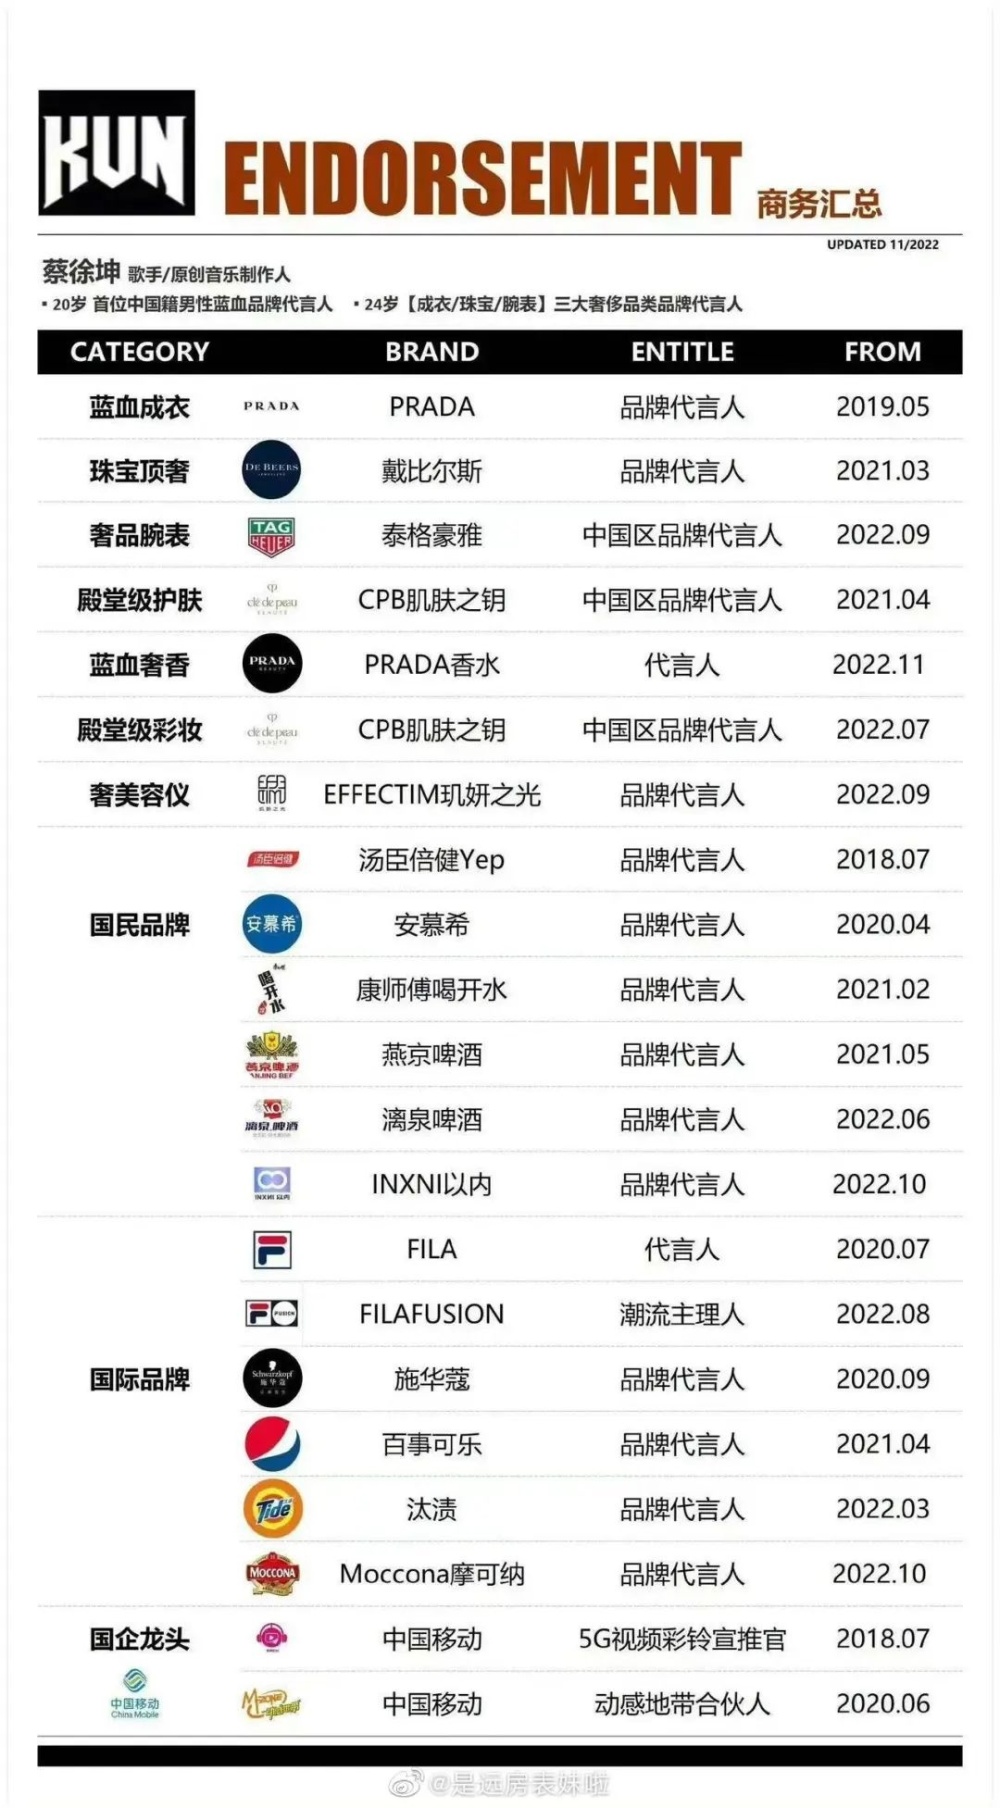 KUN
ENDORSEMENT 商务汇总
UPDATED 11/2022
蔡徐坤 歌手/原创音乐制作人
▪ 20岁 首位中国籍男性蓝血品牌代言人 ▪ 24岁【成衣/珠宝/腕表】三大奢侈品类品牌代言人
CATEGORY BRAND ENTITLE FROM
蓝血成衣 PRADA PRADA 品牌代言人 2019.05
珠宝顶奢 DE BEERS 戴比尔斯 品牌代言人 2021.03
奢品腕表 TAG HEUER 泰格豪雅 中国区品牌代言人 2022.09
殿堂级护肤 clé de peau BEAUTÉ CPB肌肤之钥 中国区品牌代言人 2021.04
蓝血奢香 PRADA BEAUTY PRADA香水 代言人 2022.11
殿堂级彩妆 clé de peau BEAUTÉ CPB肌肤之钥 中国区品牌代言人 2022.07
奢美容仪 EFFECTIM玑妍之光 品牌代言人 2022.09
汤臣倍健 汤臣倍健Yep 品牌代言人 2018.07
国民品牌 安慕希 安慕希 品牌代言人 2020.04
喝开水 康师傅喝开水 品牌代言人 2021.02
燕京啤酒 燕京啤酒 品牌代言人 2021.05
漓泉啤酒 漓泉啤酒 品牌代言人 2022.06
INXNI 以内 INXNI以内 品牌代言人 2022.10
FILA 代言人 2020.07
FUSION FILAFUSION 潮流主理人 2022.08
国际品牌 Schwarzkopf 施华蔻 施华蔻 品牌代言人 2020.09
百事可乐 品牌代言人 2021.04
Tide 汰渍 品牌代言人 2022.03
MOCCONA Moccona摩可纳 品牌代言人 2022.10
国企龙头 中国移动 5G视频彩铃宣推官 2018.07
中国移动 China Mobile M-ZONE 动感地带 中国移动 动感地带合伙人 2020.06
@是远房表妹啦